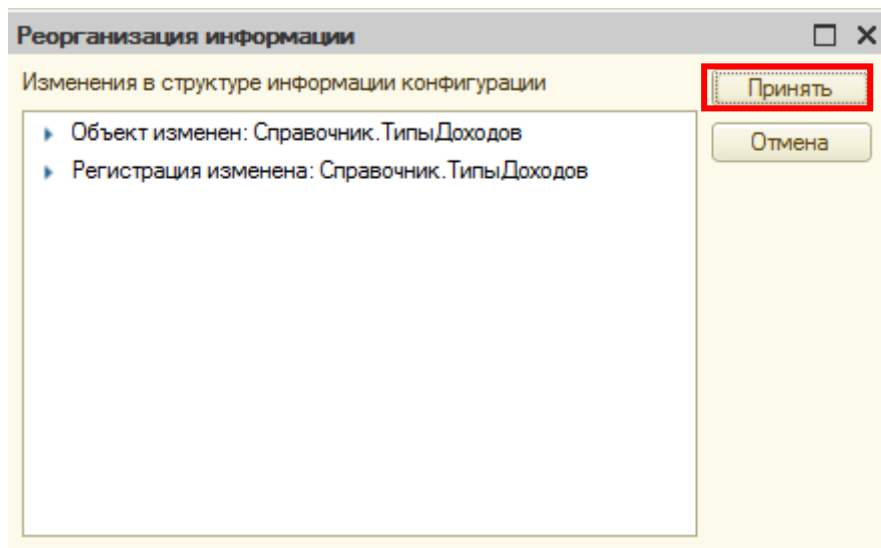 Реорганизация информации
Изменения в структуре информации конфигурации
Принять
Объект изменен: Справочник.ТипыДоходов
Отмена
Регистрация изменена: Справочник.ТипыДоходов